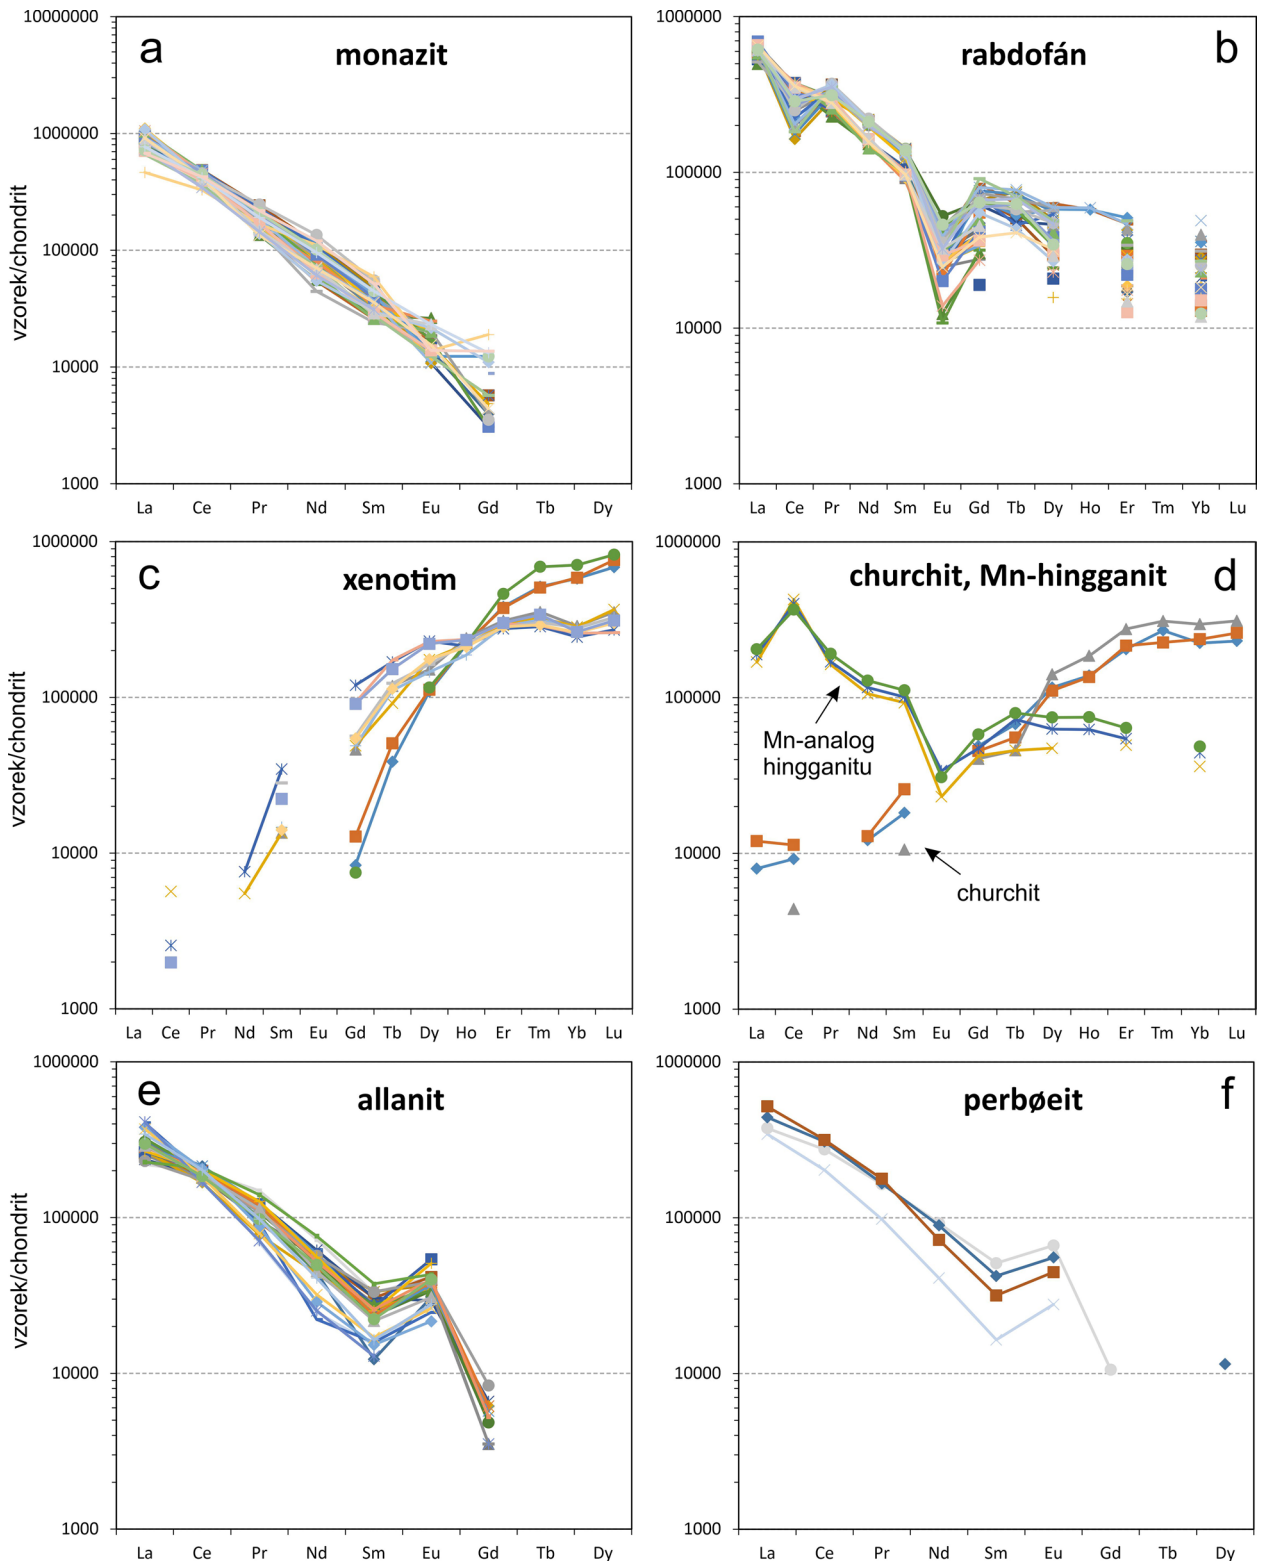 a
monazit
vzorek/chondrit
10000000
1000000
100000
10000
1000
La Ce Pr Nd Sm Eu Gd Tb Dy
b
rabdofán
1000000
100000
10000
1000
La Ce Pr Nd Sm Eu Gd Tb Dy Ho Er Tm Yb Lu
c
xenotim
vzorek/chondrit
1000000
100000
10000
1000
La Ce Pr Nd Sm Eu Gd Tb Dy Ho Er Tm Yb Lu
churchit, Mn-hingganit
d
1000000
100000
10000
1000
Mn-analog
hingganitu
churchit
La Ce Pr Nd Sm Eu Gd Tb Dy Ho Er Tm Yb Lu
e
allanit
vzorek/chondrit
1000000
100000
10000
1000
La Ce Pr Nd Sm Eu Gd Tb Dy
perbøeit
f
1000000
100000
10000
1000
La Ce Pr Nd Sm Eu Gd Tb Dy